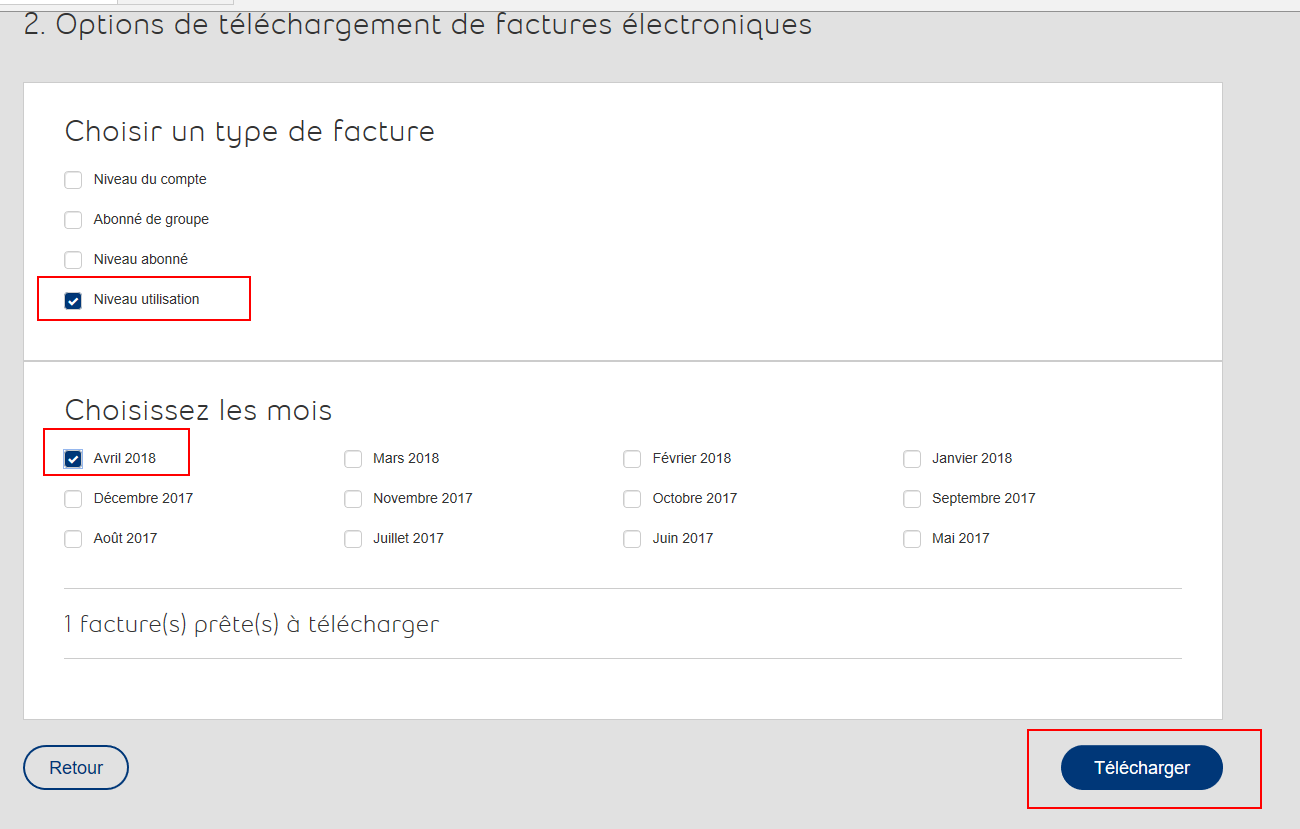 2. Options de téléchargement de factures électroniques
Choisir un type de facture
Niveau du compte
Abonné de groupe
Niveau abonné
Niveau utilisation
Choisissez les mois
Avril 2018 Mars 2018 Février 2018 Janvier 2018
Décembre 2017 Novembre 2017 Octobre 2017 Septembre 2017
Août 2017 Juillet 2017 Juin 2017 Mai 2017
1 facture(s) prête(s) à télécharger
Retour Télécharger